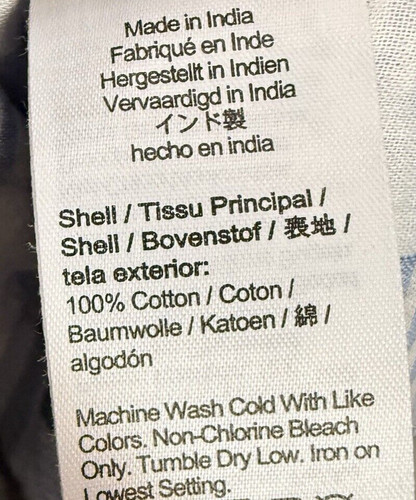 Made in India
Fabriqué en Inde
Hergestellt in Indien
Vervaardigd in India
インド製
hecho en india
Shell / Tissu Principal /
Shell / Bovenstof / 表地 /
tela exterior:
100% Cotton / Coton /
Baumwolle / Katoen / 綿 /
algodón
Machine Wash Cold With Like
Colors. Non-Chlorine Bleach
Only. Tumble Dry Low. Iron on
Lowest Setting.